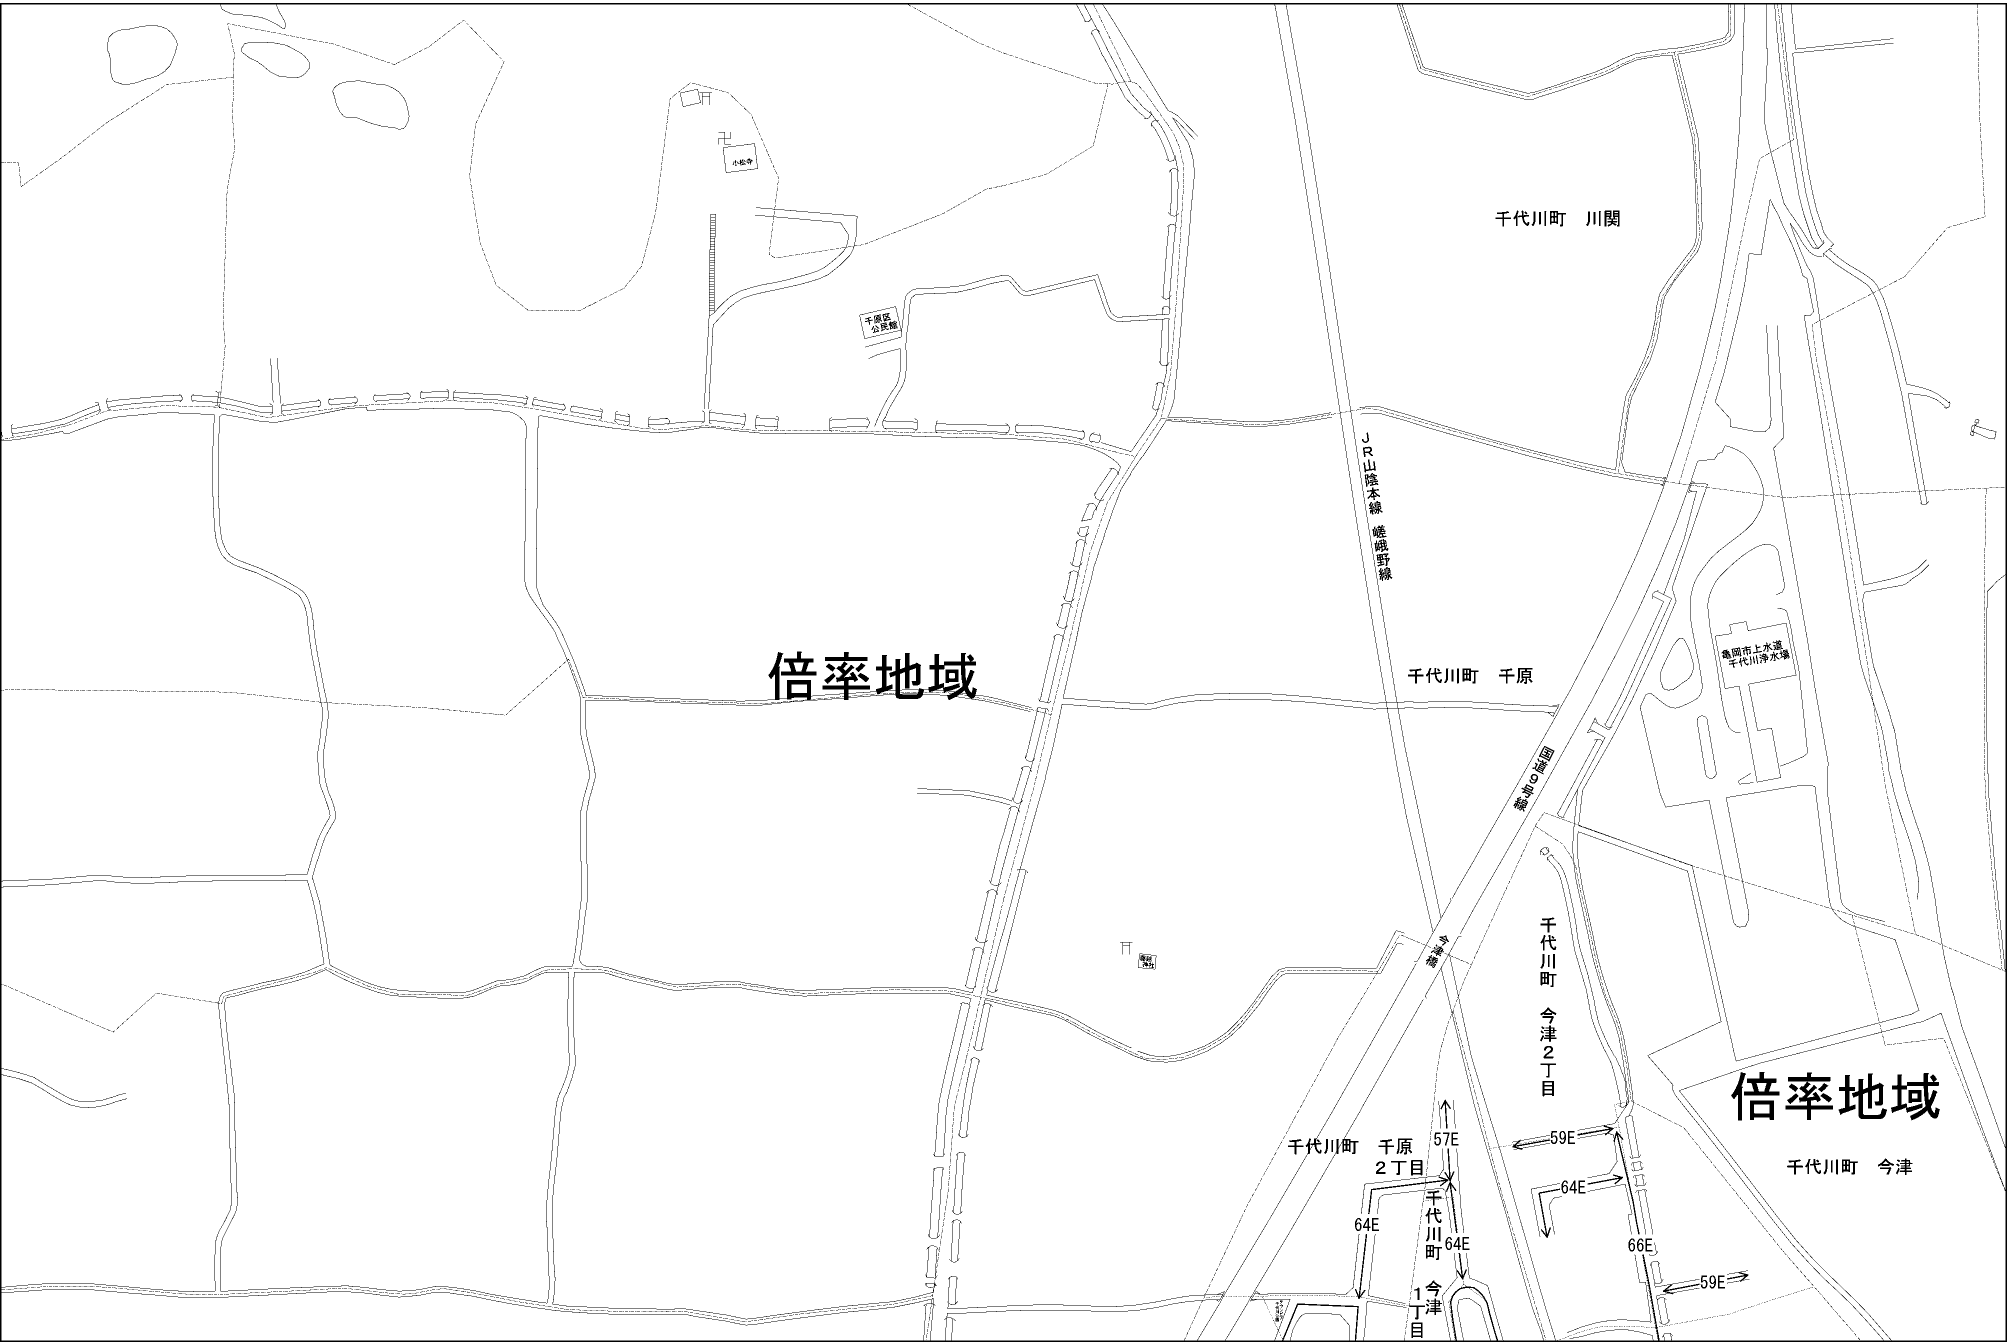 小松寺
千代川町 川関
千原区
公民館
JR山陰本線 嵯峨野線
倍率地域
千代川町 千原
亀岡市上水道
千代川浄水場
国道9号線
今津橋
千代川町 今津2丁目
倍率地域
千代川町 今津
千代川町 千原
2丁目
57E
59E
64E
64E
64E
66E
59E
千代川町 今津
1丁目